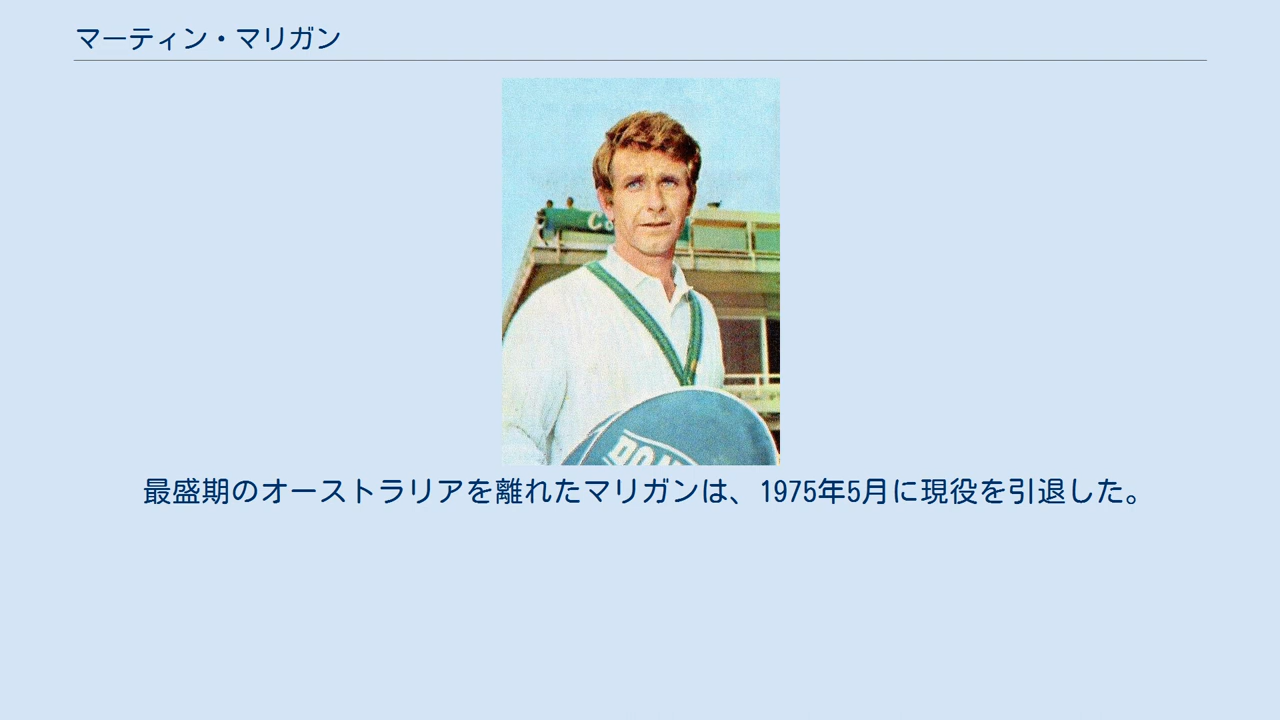 マーティン・マリガン
最盛期のオーストラリアを離れたマリガンは、1975年5月に現役を引退した。